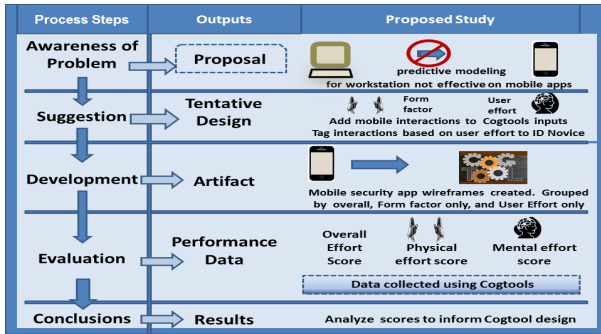 Process Steps Outputs Proposed Study
Awareness of
Problem
Proposal
predictive modeling
for workstation not effective on mobile apps
Suggestion
Tentative
Design
Form
factor
User
effort
Add mobile interactions to Cogtools inputs
Tag interactions based on user effort to ID Novice
Development
Artifact
Mobile security app wireframes created. Grouped
by overall, Form factor only, and User Effort only
Evaluation
Performance
Data
Overall
Effort
Score
Physical
effort score
Mental effort
score
Data collected using Cogtools
Conclusions
Results
Analyze scores to inform Cogtool design